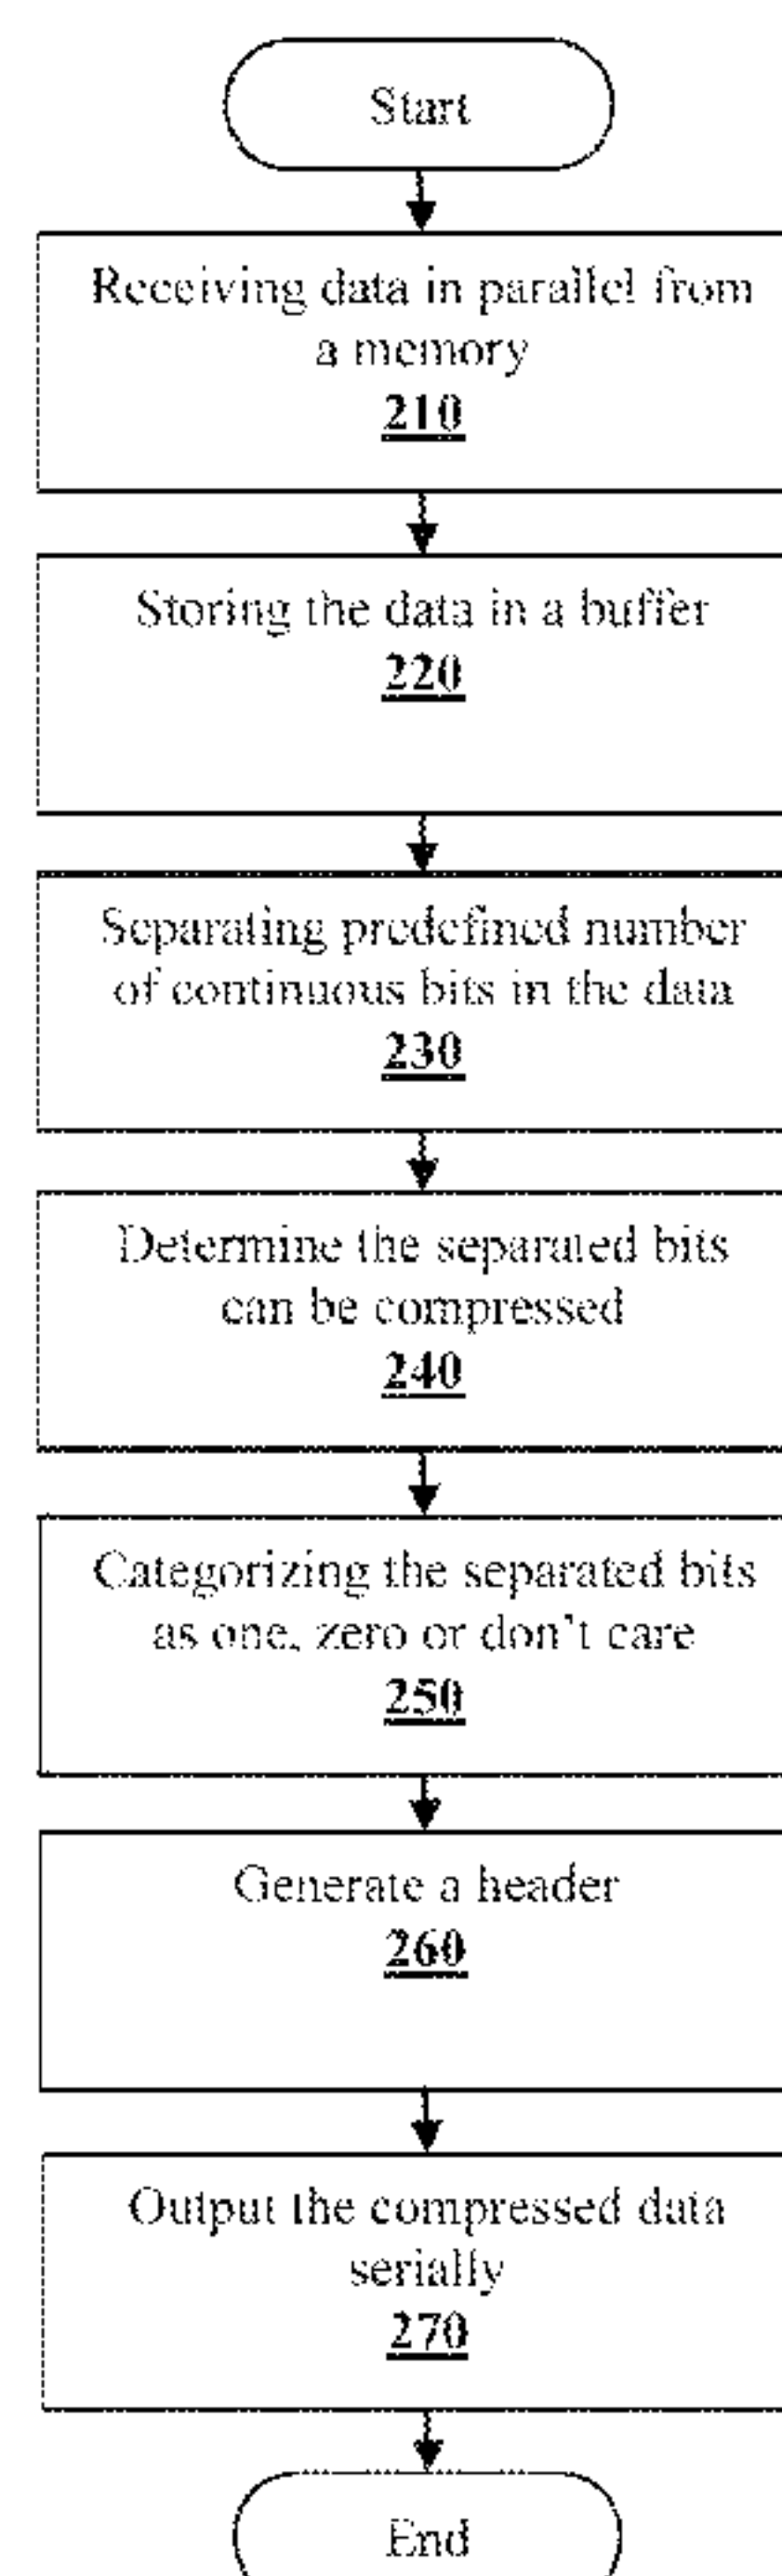 Start
Receiving data in parallel from
a memory
210
Storing the data in a buffer
220
Separating predefined number
of continuous bits in the data
230
Determine the separated bits
can be compressed
240
Categorizing the separated bits
as one, zero or don't care
250
Generate a header
260
Output the compressed data
serially
270
End